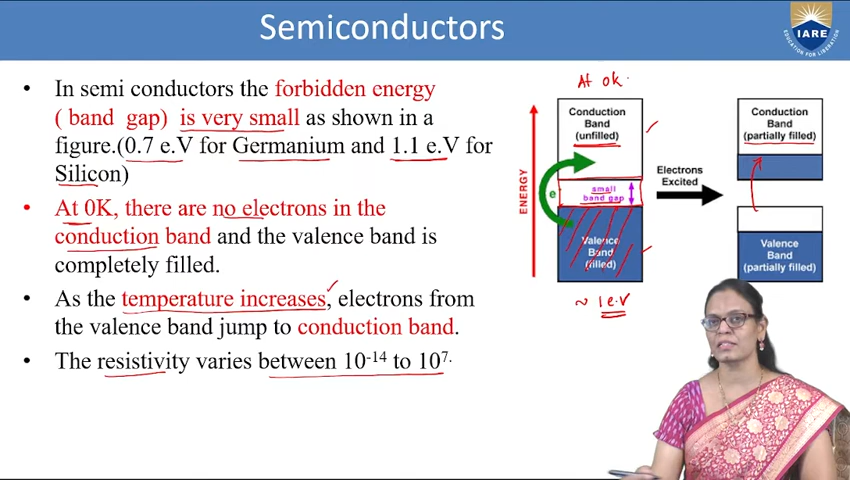 Semiconductors
IARE
EDUCATION FOR LIBERATION
• In semi conductors the forbidden energy
( band gap) is very small as shown in a
figure.(0.7 e.V for Germanium and 1.1 e.V for
Silicon)
• At 0K, there are no electrons in the
conduction band and the valence band is
completely filled.
• As the temperature increases, electrons from
the valence band jump to conduction band.
• The resistivity varies between 10⁻¹⁴ to 10⁷.
At 0K.
ENERGY
Conduction
Band
(unfilled)
e
small
band gap
Valence
Band
(filled)
~ 1e.V
Electrons
Excited
Conduction
Band
(partially filled)
Valence
Band
(partially filled)